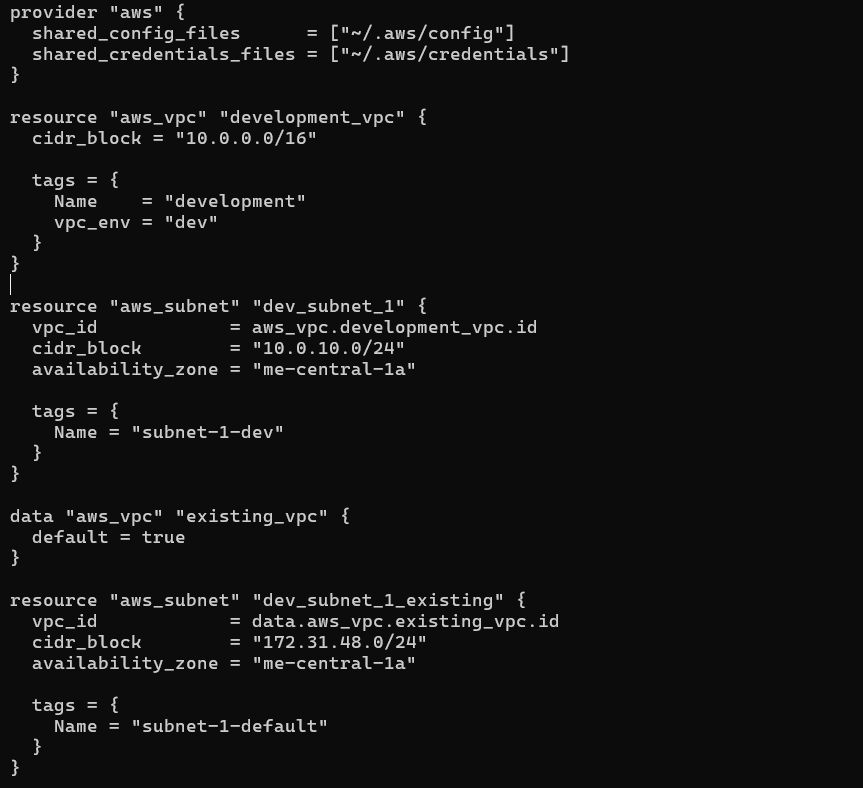 provider "aws" {
  shared_config_files      = ["~/.aws/config"]
  shared_credentials_files = ["~/.aws/credentials"]
}

resource "aws_vpc" "development_vpc" {
  cidr_block = "10.0.0.0/16"

  tags = {
    Name    = "development"
    vpc_env = "dev"
  }
}

resource "aws_subnet" "dev_subnet_1" {
  vpc_id            = aws_vpc.development_vpc.id
  cidr_block        = "10.0.10.0/24"
  availability_zone = "me-central-1a"

  tags = {
    Name = "subnet-1-dev"
  }
}

data "aws_vpc" "existing_vpc" {
  default = true
}

resource "aws_subnet" "dev_subnet_1_existing" {
  vpc_id            = data.aws_vpc.existing_vpc.id
  cidr_block        = "172.31.48.0/24"
  availability_zone = "me-central-1a"

  tags = {
    Name = "subnet-1-default"
  }
}